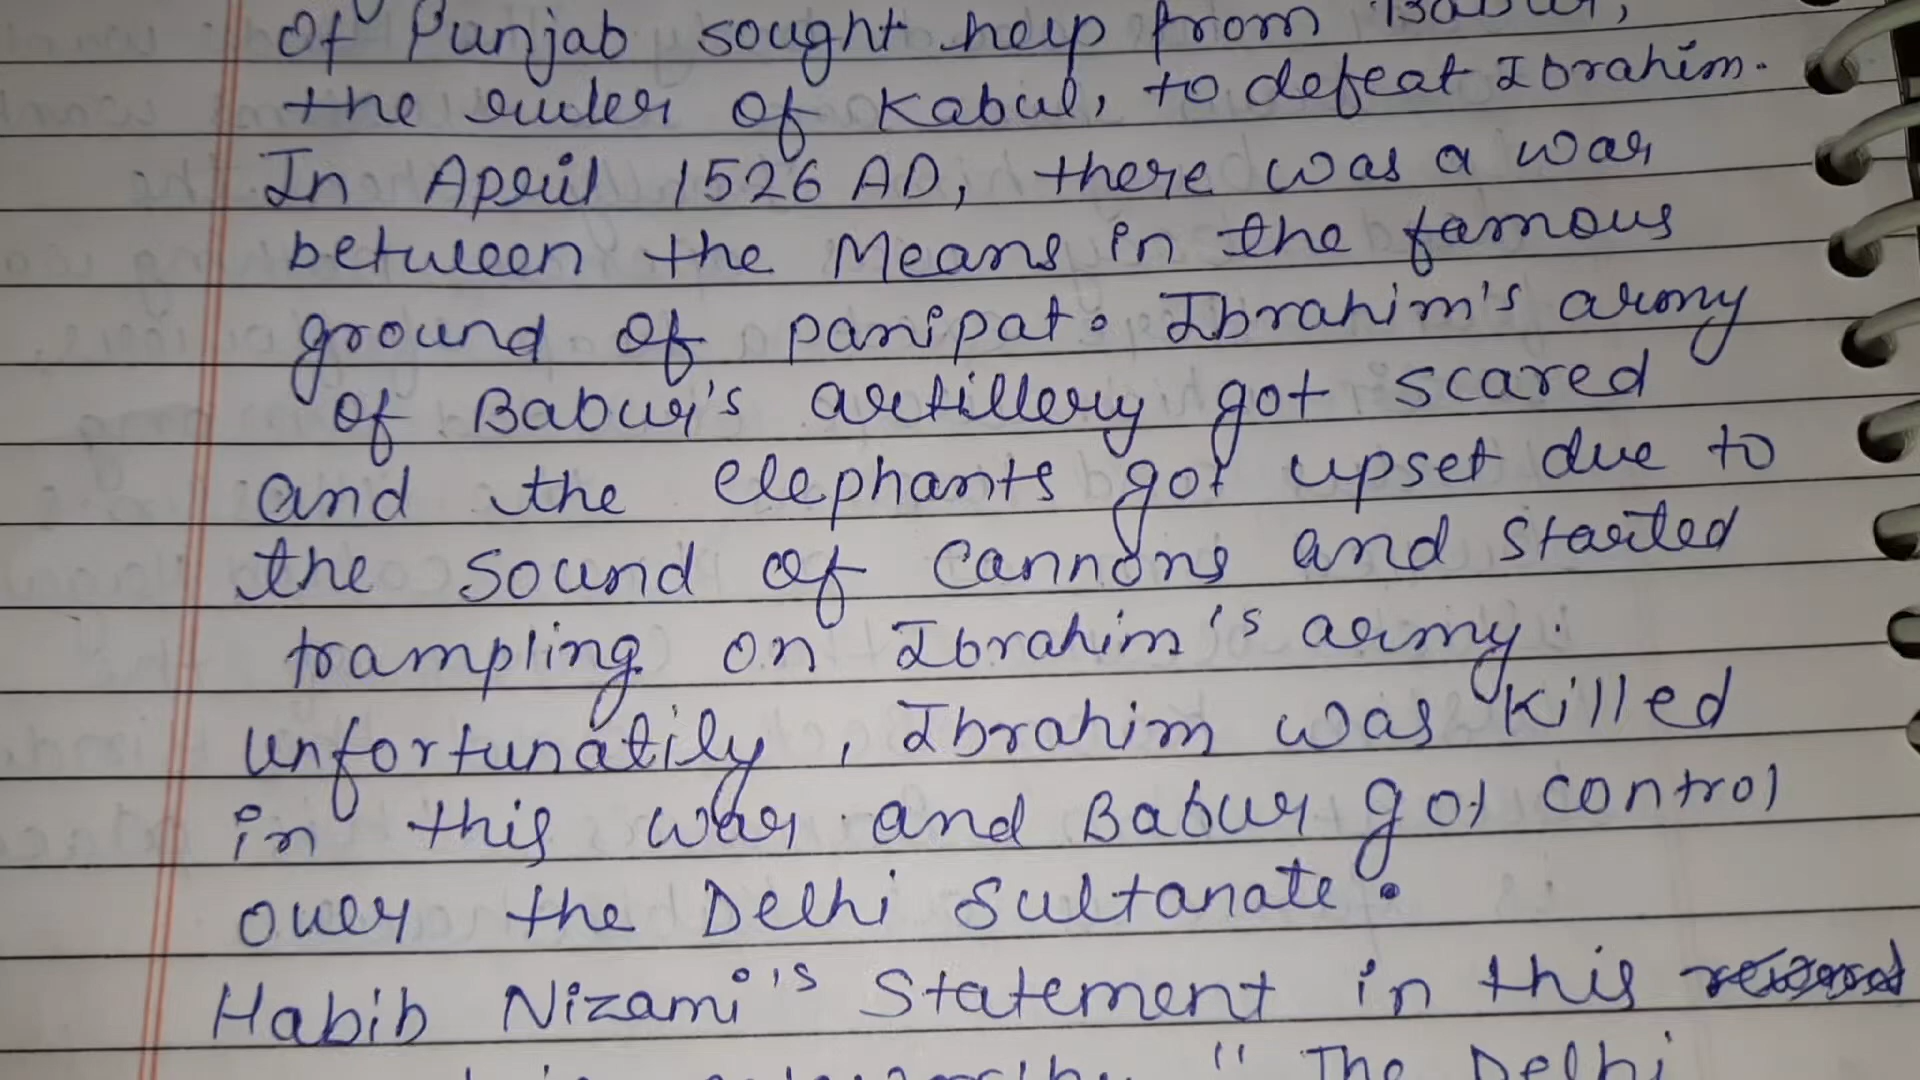 of Punjab sought help from Babur,
the ruler of Kabul, to defeat Ibrahim.
In April 1526 AD, there was a war
between the Means in the famous
ground of panipat. Ibrahim's army
of Babur's artillery got scared
and the elephants got upset due to
the sound of cannons and started
trampling on Ibrahim's army.
unfortunatily, Ibrahim was killed
in this war and Babur got control
over the Delhi Sultanate.
Habib Nizami's Statement in this
" The Delhi